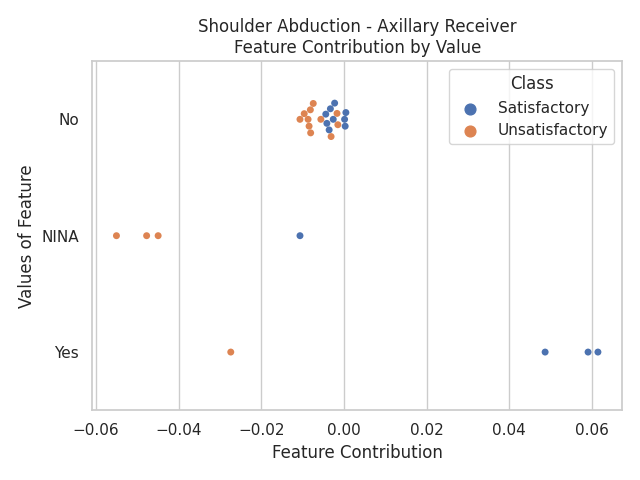 Shoulder Abduction - Axillary Receiver
Feature Contribution by Value
Class
Satisfactory
Unsatisfactory
Values of Feature
No
NINA
Yes
−0.06 −0.04 −0.02 0.00 0.02 0.04 0.06
Feature Contribution